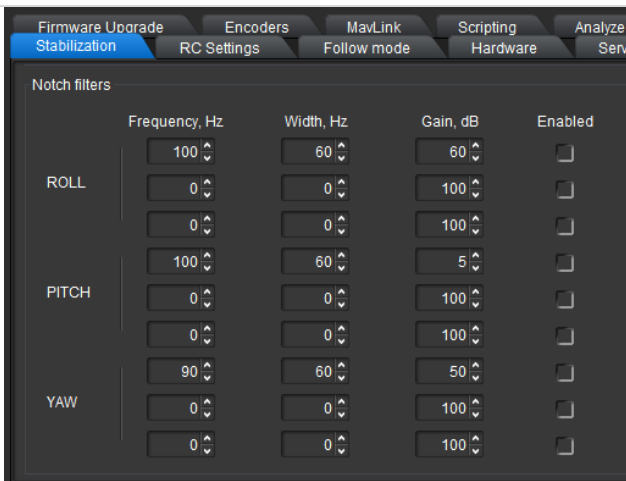 Firmware Upgrade Encoders MavLink Scripting Analyze
Stabilization RC Settings Follow mode Hardware Serv
Notch filters
Frequency, Hz Width, Hz Gain, dB Enabled
100 60 60
ROLL 0 0 100
0 0 100
100 60 5
PITCH 0 0 100
0 0 100
90 60 50
YAW 0 0 100
0 0 100